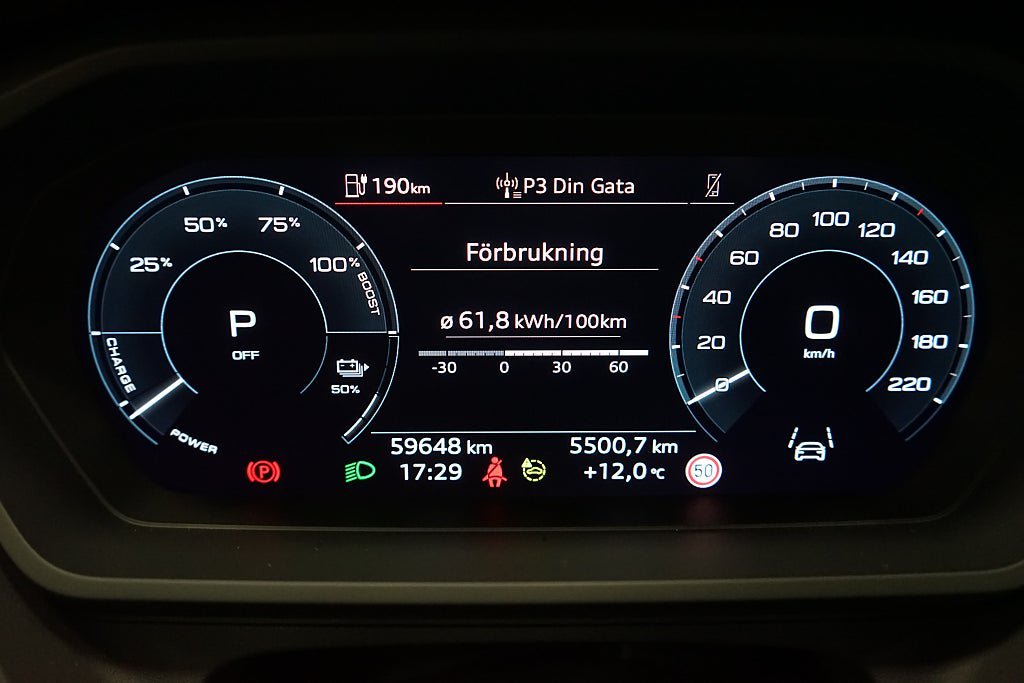 190km
P3 Din Gata
Förbrukning
ø 61,8 kWh/100km
-30 0 30 60
25% 50% 75% 100%
BOOST
P
OFF
CHARGE
POWER
50%
0 20 40 60 80 100 120 140 160 180 220
0
km/h
59648 km 5500,7 km
17:29 +12,0 °C
P
50